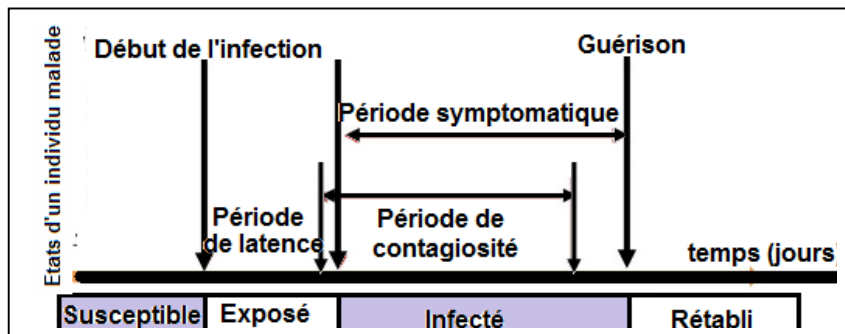 Etats d'un individu malade
Début de l'infection
Guérison
Période symptomatique
Période
de latence
Période de
contagiosité
temps (jours)
Susceptible
Exposé
Infecté
Rétabli